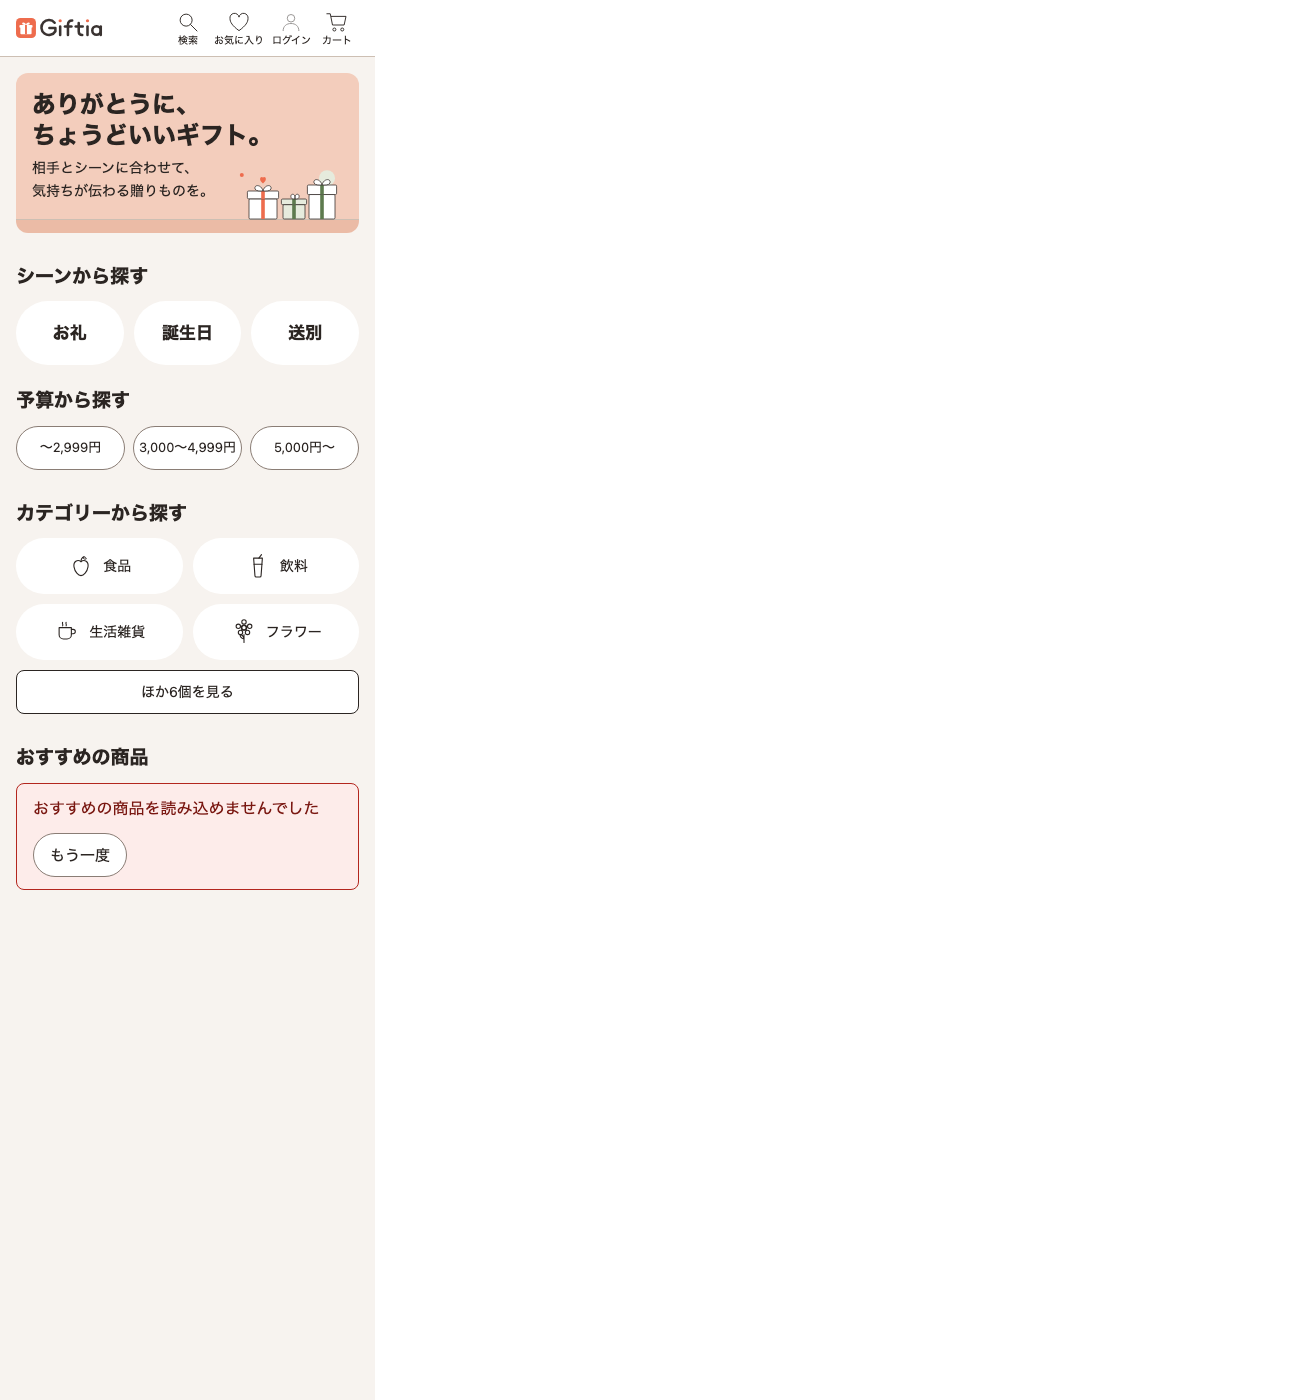 Giftia
検索
お気に入り
ログイン
カート
ありがとうに、
ちょうどいいギフト。
相手とシーンに合わせて、
気持ちが伝わる贈りものを。
シーンから探す
お礼
誕生日
送別
予算から探す
〜2,999円
3,000〜4,999円
5,000円〜
カテゴリーから探す
食品
飲料
生活雑貨
フラワー
ほか6個を見る
おすすめの商品
おすすめの商品を読み込めませんでした
もう一度